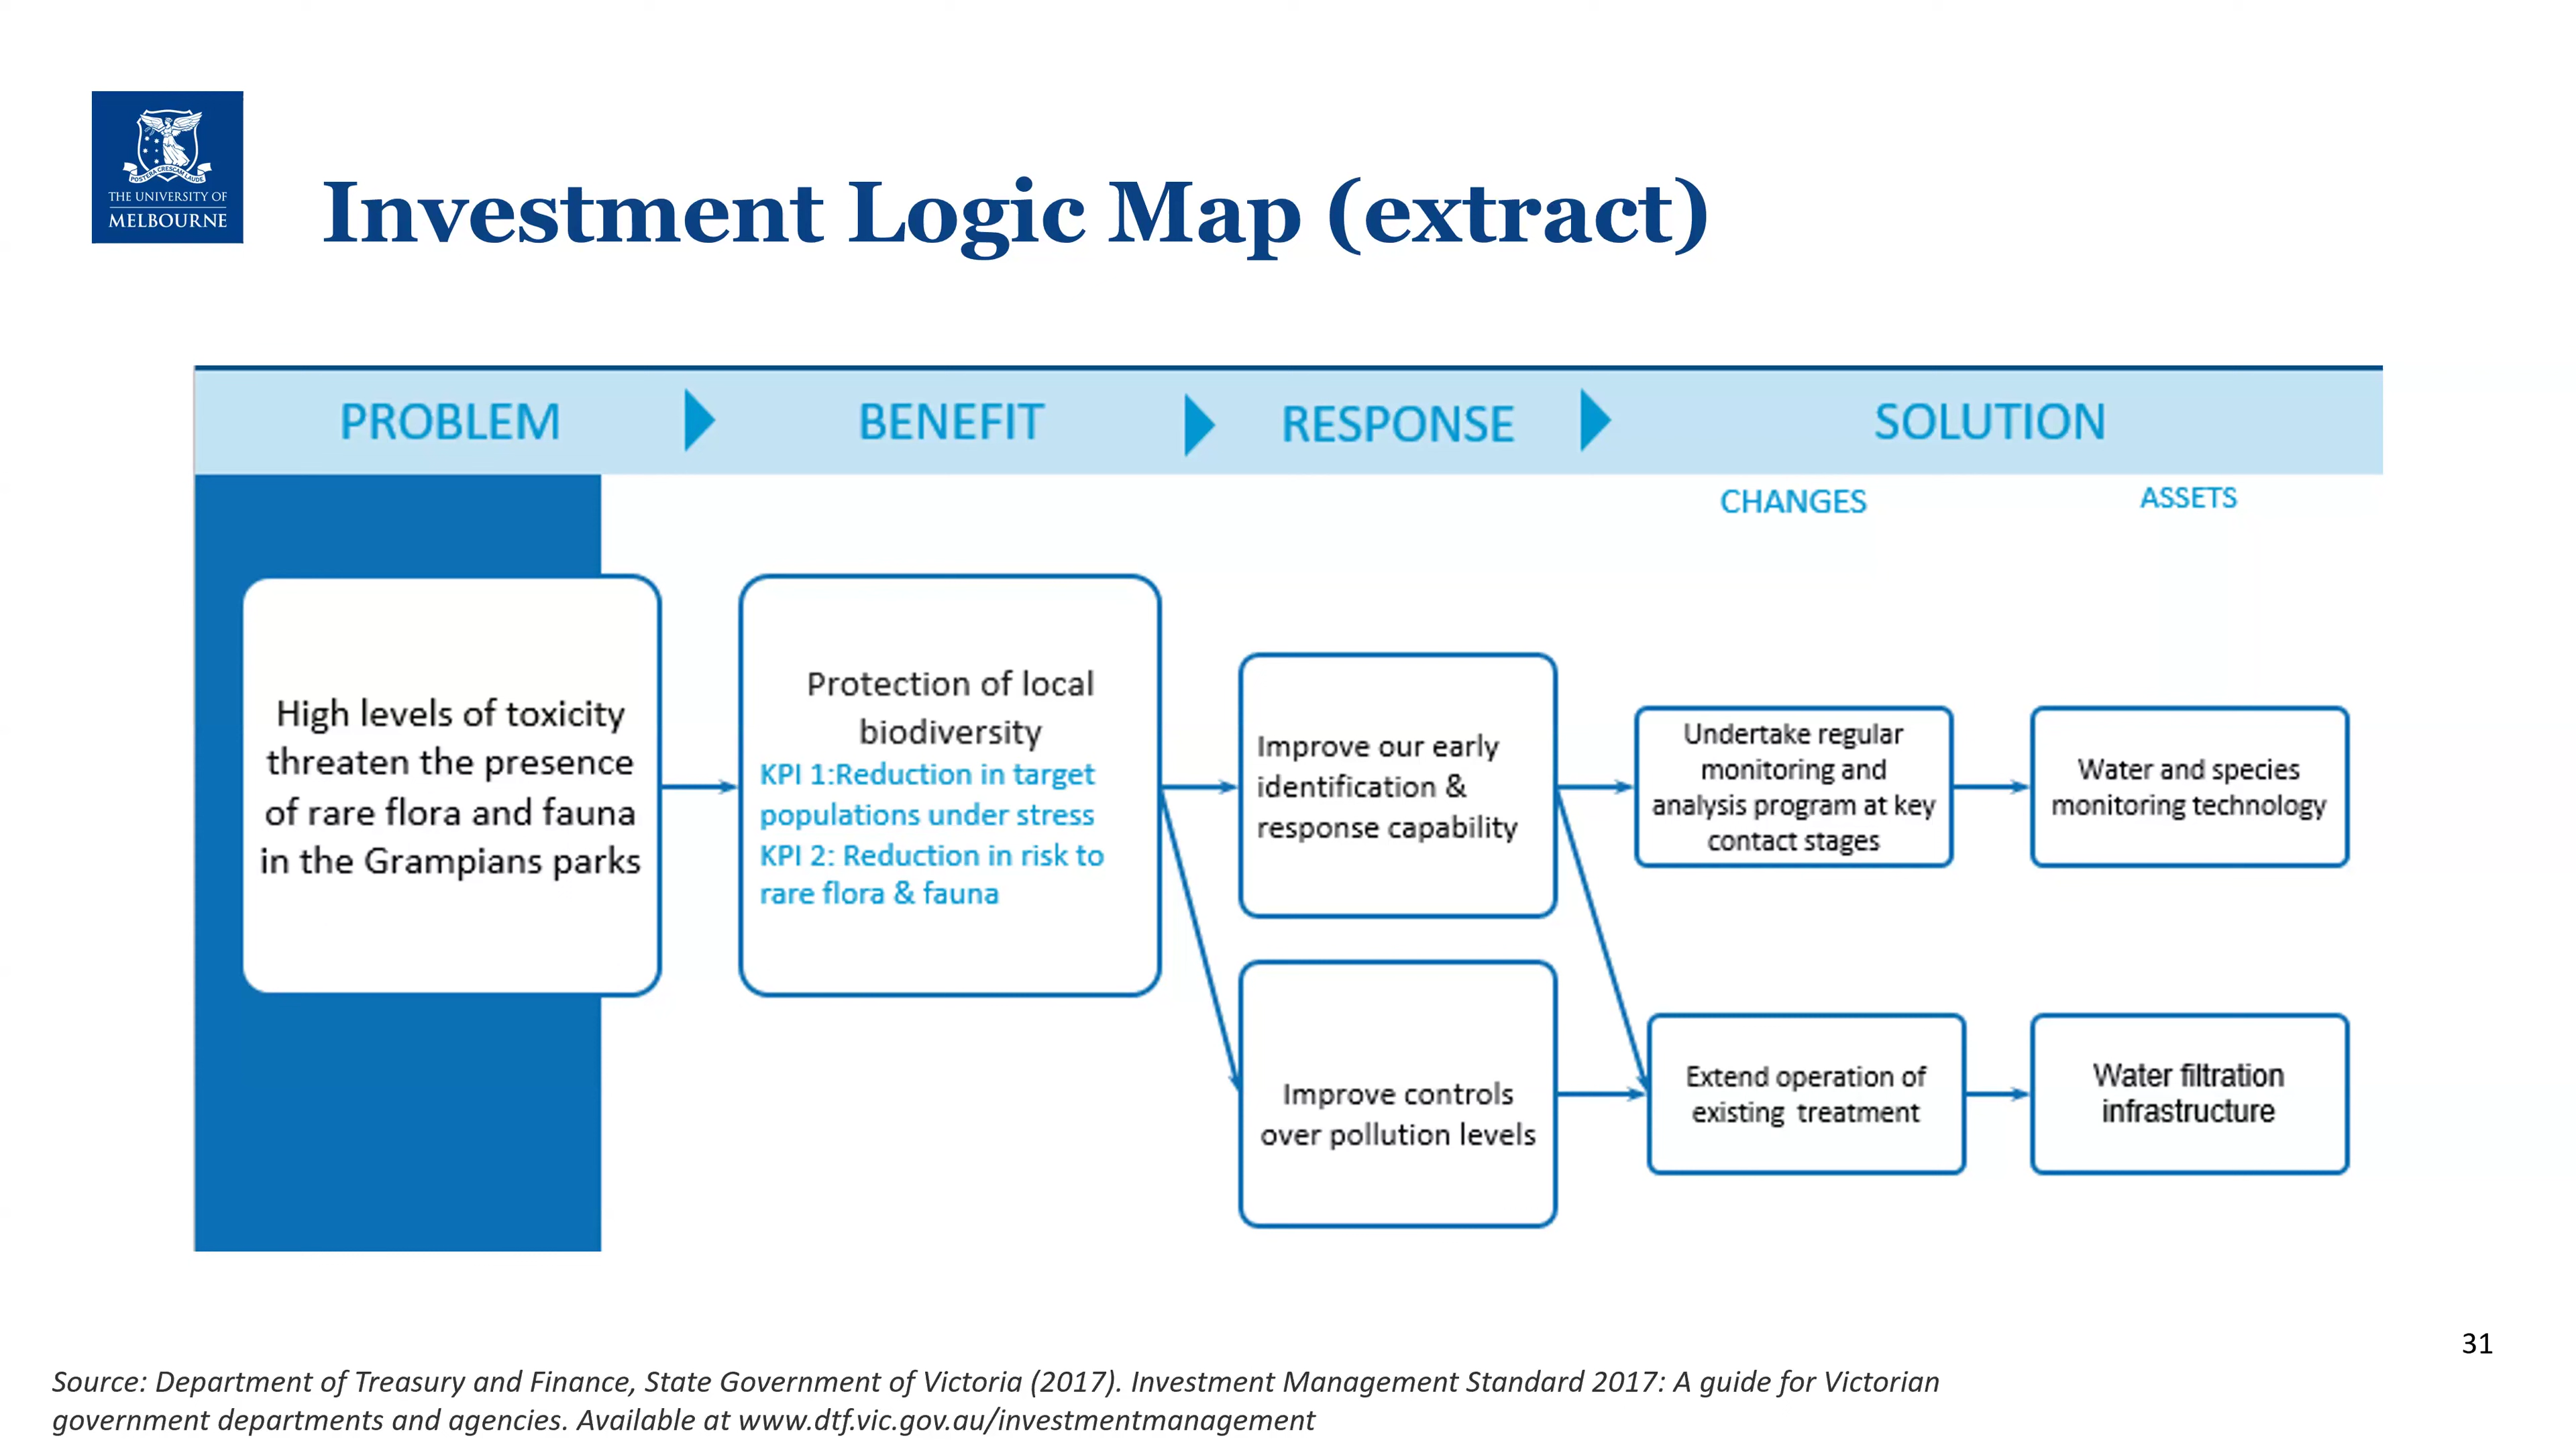 THE UNIVERSITY OF
MELBOURNE
Investment Logic Map (extract)
PROBLEM
BENEFIT
RESPONSE
SOLUTION
CHANGES
ASSETS
High levels of toxicity
threaten the presence
of rare flora and fauna
in the Grampians parks
Protection of local
biodiversity
KPI 1:Reduction in target
populations under stress
KPI 2: Reduction in risk to
rare flora & fauna
Improve our early
identification &
response capability
Improve controls
over pollution levels
Undertake regular
monitoring and
analysis program at key
contact stages
Water and species
monitoring technology
Extend operation of
existing treatment
Water filtration
infrastructure
31
Source: Department of Treasury and Finance, State Government of Victoria (2017). Investment Management Standard 2017: A guide for Victorian
government departments and agencies. Available at www.dtf.vic.gov.au/investmentmanagement